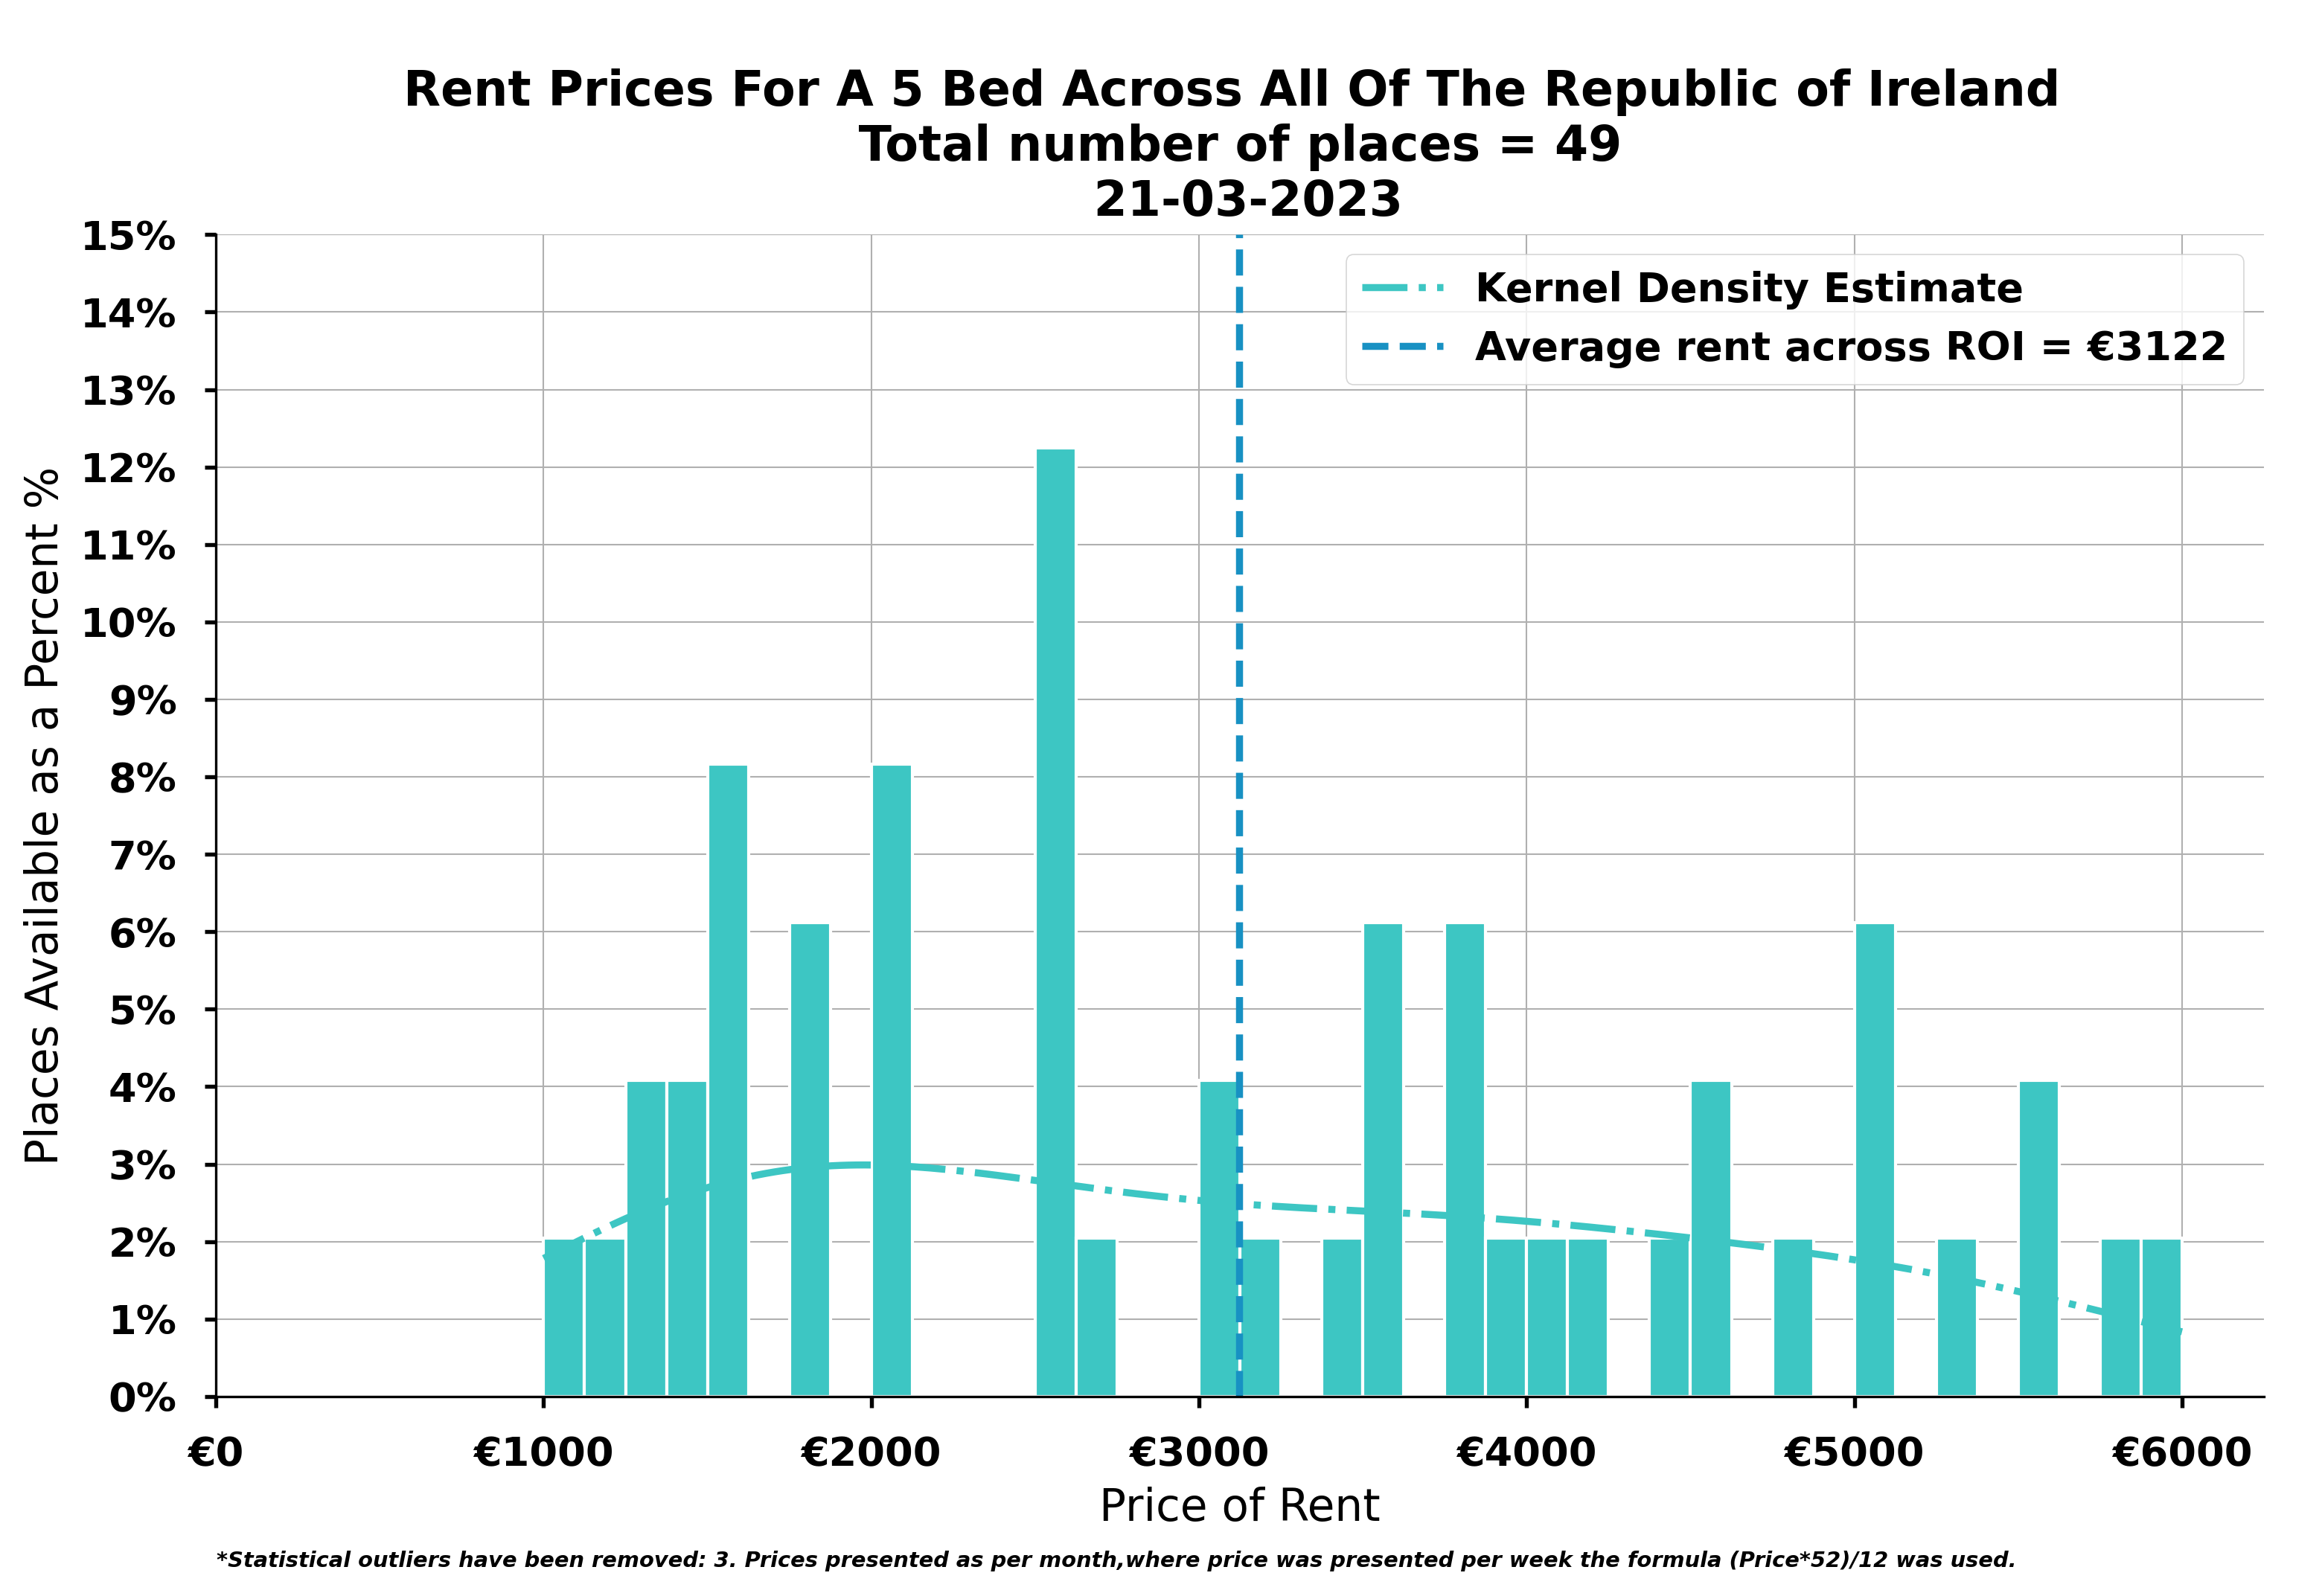 Rent Prices For A 5 Bed Across All Of The Republic of Ireland
Total number of places = 49
21-03-2023
Kernel Density Estimate
Average rent across ROI = €3122
Places Available as a Percent %
15%
14%
13%
12%
11%
10%
9%
8%
7%
6%
5%
4%
3%
2%
1%
0%
€0 €1000 €2000 €3000 €4000 €5000 €6000
Price of Rent
*Statistical outliers have been removed: 3. Prices presented as per month,where price was presented per week the formula (Price*52)/12 was used.